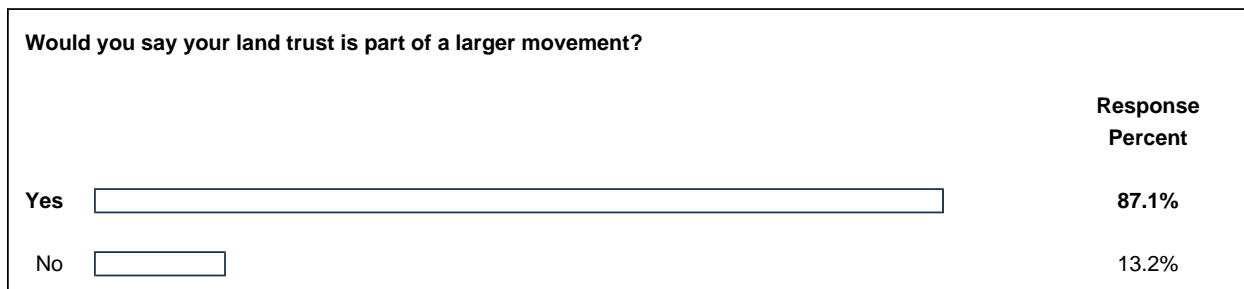 Would you say your land trust is part of a larger movement?
Response
Percent
Yes 87.1%
No 13.2%